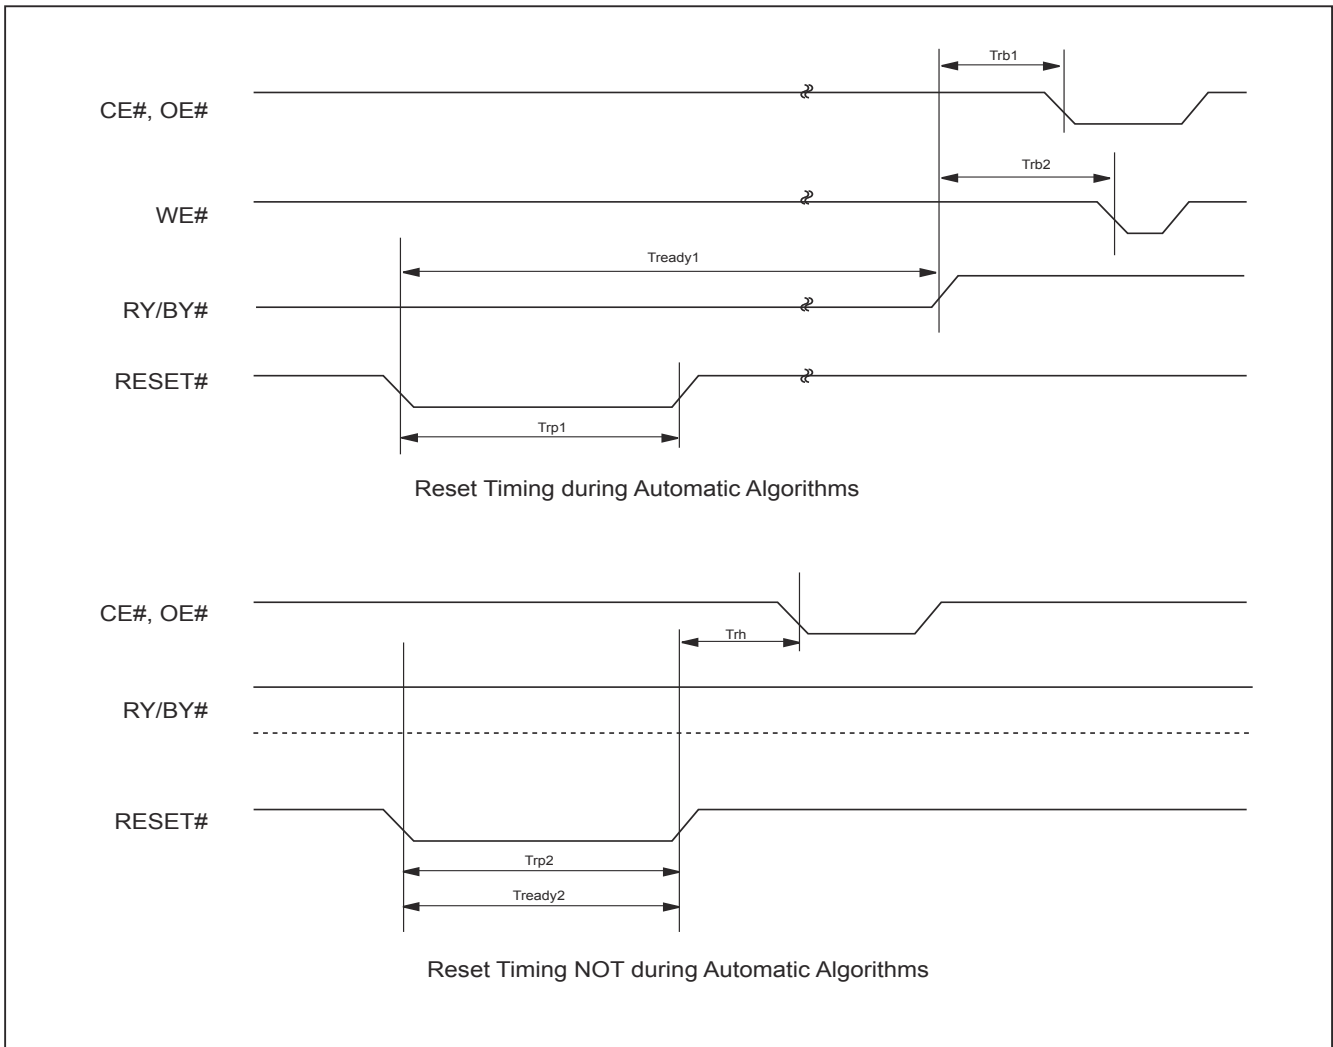 Trb1
CE#, OE#
Trb2
WE#
Tready1
RY/BY#
RESET#
Trp1
Reset Timing during Automatic Algorithms
CE#, OE#
Trh
RY/BY#
RESET#
Trp2
Tready2
Reset Timing NOT during Automatic Algorithms